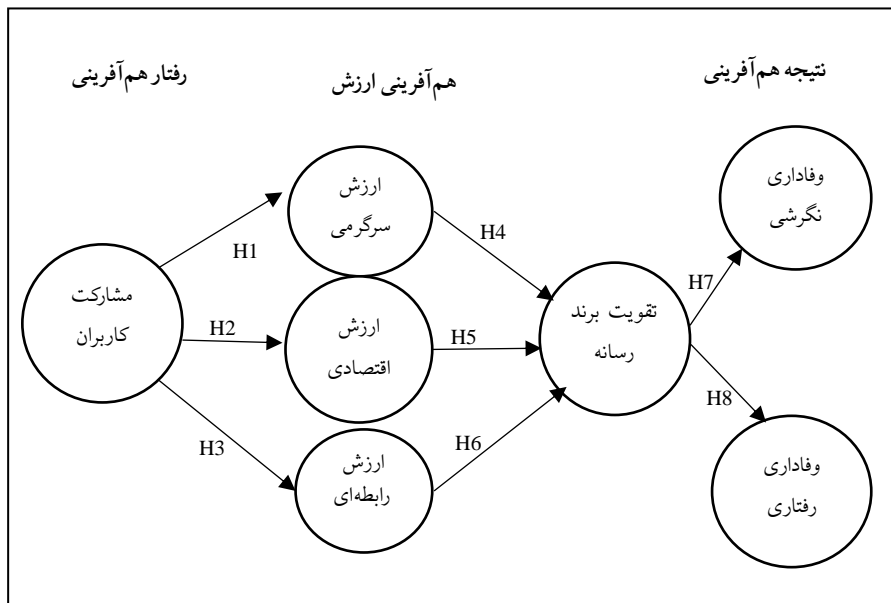 رفتار هم‌آفرینی
هم‌آفرینی ارزش
نتیجه هم‌آفرینی
مشارکت
کاربران
H1
H2
H3
ارزش
سرگرمی
ارزش
اقتصادی
ارزش
رابطه‌ای
H4
H5
H6
تقویت برند
رسانه
H7
H8
وفاداری
نگرشی
وفاداری
رفتاری